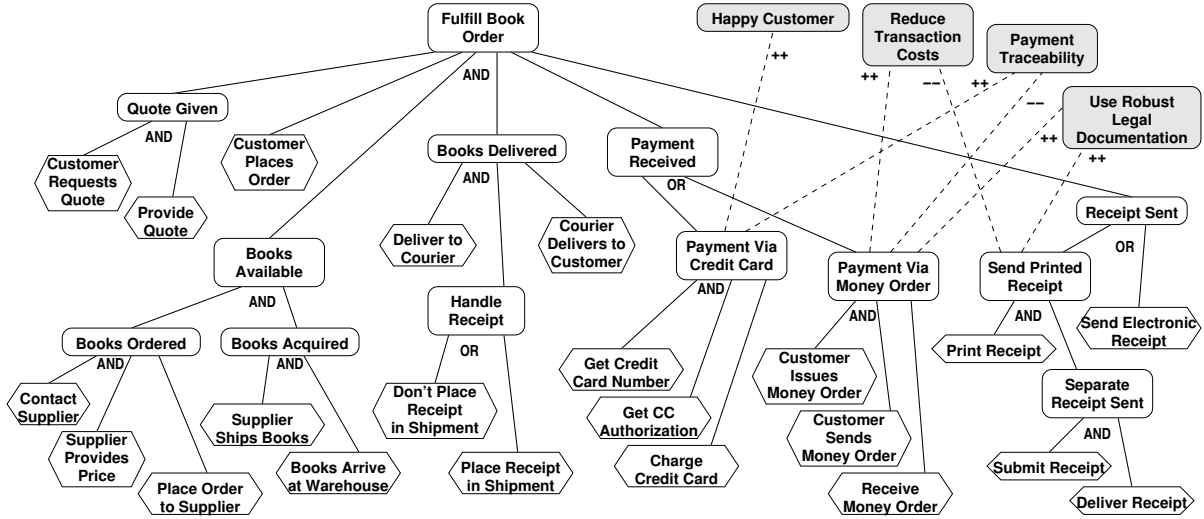 Fulfill Book
Order
AND
Happy Customer
++
Reduce
Transaction
Costs
++
−−
Payment
Traceability
++
−−
Use Robust
Legal
Documentation
++
++
Quote Given
AND
Customer
Requests
Quote
Provide
Quote
Customer
Places
Order
Books Delivered
AND
Deliver to
Courier
Courier
Delivers to
Customer
Payment
Received
OR
Receipt Sent
OR
Books
Available
AND
Handle
Receipt
OR
Payment Via
Credit Card
AND
Payment Via
Money Order
AND
Send Printed
Receipt
AND
Send Electronic
Receipt
Books Ordered
AND
Books Acquired
AND
Contact
Supplier
Supplier
Provides
Price
Place Order
to Supplier
Supplier
Ships Books
Books Arrive
at Warehouse
Don't Place
Receipt
in Shipment
Place Receipt
in Shipment
Get Credit
Card Number
Get CC
Authorization
Charge
Credit Card
Customer
Issues
Money Order
Customer
Sends
Money Order
Receive
Money Order
Print Receipt
Separate
Receipt Sent
AND
Submit Receipt
Deliver Receipt